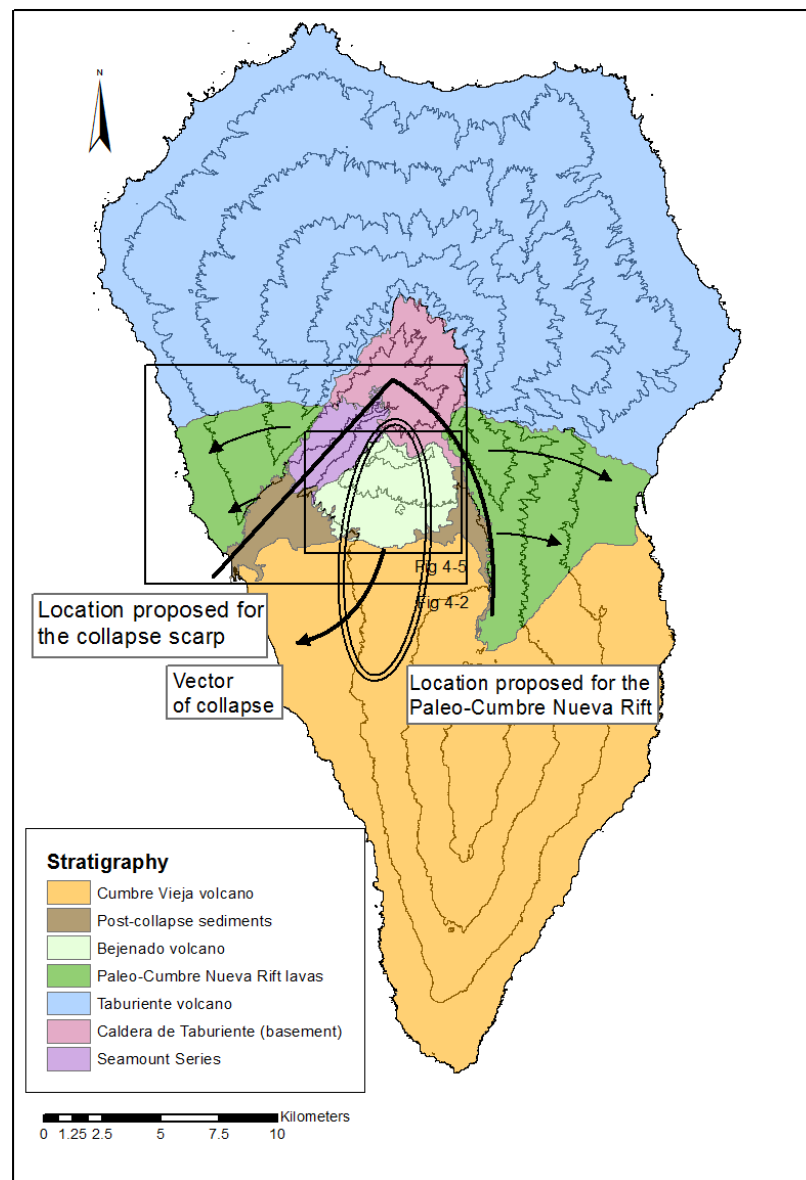 N
Fig 4-5
Fig 4-2
Location proposed for
the collapse scarp
Vector
of collapse
Location proposed for the
Paleo-Cumbre Nueva Rift
Stratigraphy
Cumbre Vieja volcano
Post-collapse sediments
Bejenado volcano
Paleo-Cumbre Nueva Rift lavas
Taburiente volcano
Caldera de Taburiente (basement)
Seamount Series
Kilometers
0 1.25 2.5 5 7.5 10